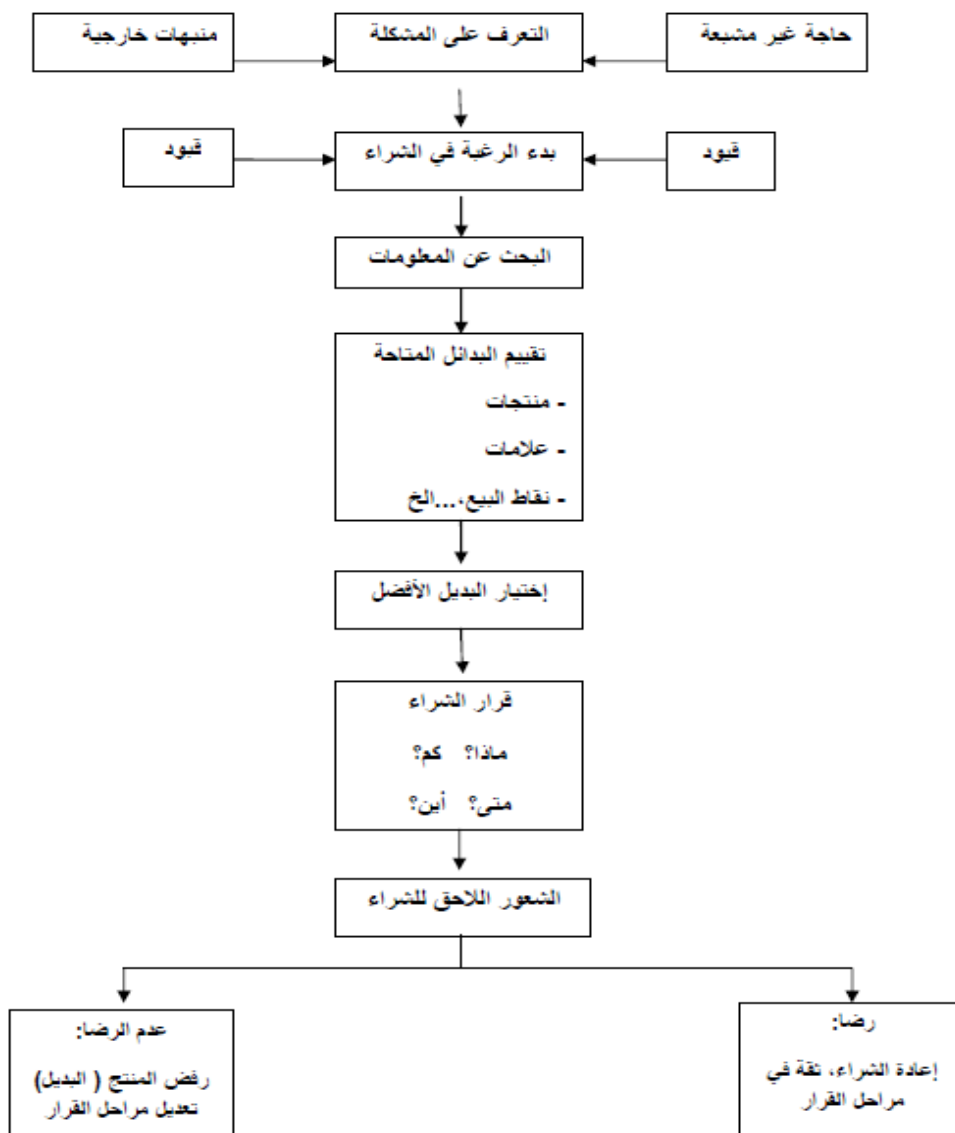 حاجة غير مشبعة
التعرف على المشكلة
منبهات خارجية
قيود
بدء الرغبة في الشراء
قيود
البحث عن المعلومات
تقييم البدائل المتاحة
- منتجات
- علامات
- نقاط البيع،...الخ
إختيار البديل الأفضل
قرار الشراء
ماذا؟ كم؟
متى؟ أين؟
الشعور اللاحق للشراء
رضا:
إعادة الشراء، ثقة في
مراحل القرار
عدم الرضا:
رفض المنتج ( البديل)
تعديل مراحل القرار